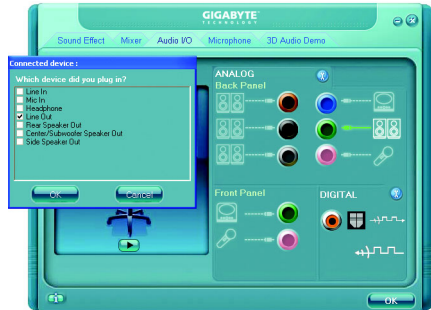 GIGABYTE
TECHNOLOGY
Sound Effect Mixer Audio I/O Microphone 3D Audio Demo
Connected device :
Which device did you plug in?
Line In
Mic In
Headphone
Line Out
Rear Speaker Out
Center/Subwoofer Speaker Out
Side Speaker Out
OK Cancel
ANALOG
Back Panel
Front Panel
DIGITAL
OK